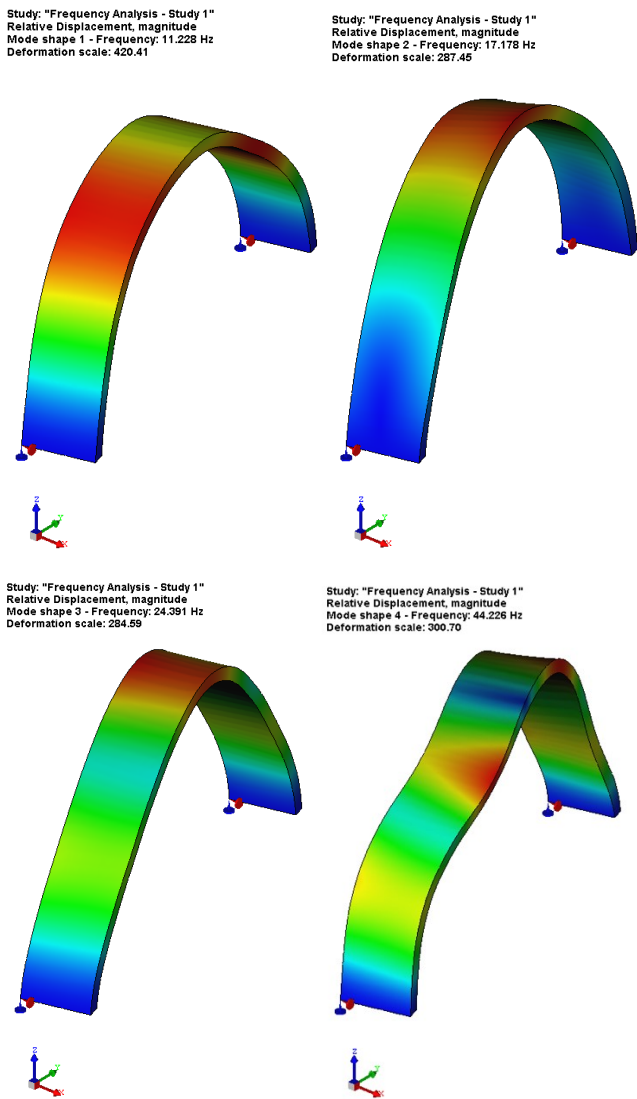 Study: "Frequency Analysis - Study 1"
Relative Displacement, magnitude
Mode shape 1 - Frequency: 11.228 Hz
Deformation scale: 420.41
Study: "Frequency Analysis - Study 1"
Relative Displacement, magnitude
Mode shape 2 - Frequency: 17.178 Hz
Deformation scale: 287.45
Z
Y
X
Z
Y
X
Study: "Frequency Analysis - Study 1"
Relative Displacement, magnitude
Mode shape 3 - Frequency: 24.391 Hz
Deformation scale: 284.59
Study: "Frequency Analysis - Study 1"
Relative Displacement, magnitude
Mode shape 4 - Frequency: 44.226 Hz
Deformation scale: 300.70
Z
Y
X
Z
Y
X